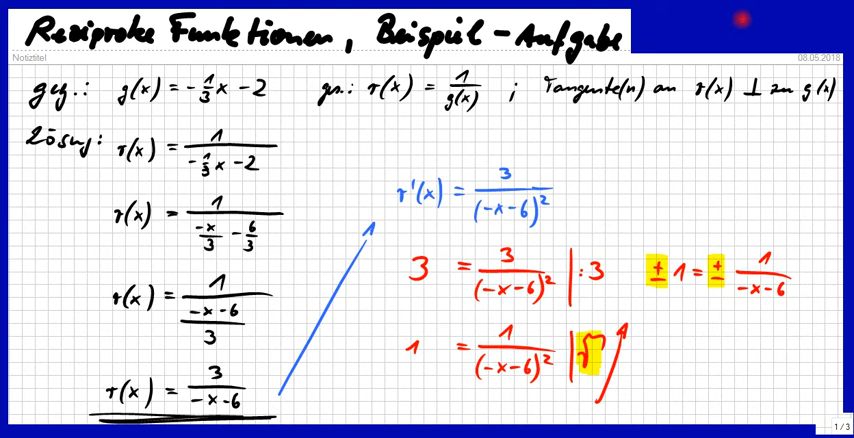 Reziproke Funktionen, Beispiel-Aufgabe
Notiztitel 08.05.2018
geg.: g(x) = -1/3 x - 2 ges.: r(x) = 1/g(x) ; Tangente(n) an r(x) ⊥ zu g(x)
Lösung: r(x) = 1/(-1/3 x - 2)
r(x) = 1/(-x/3 - 6/3)
r(x) = 1/((-x-6)/3)
r(x) = 3/(-x-6)
r'(x) = 3/(-x-6)²
3 = 3/(-x-6)² | :3
1 = 1/(-x-6)² | √
± 1 = ± 1/(-x-6)
1 / 3